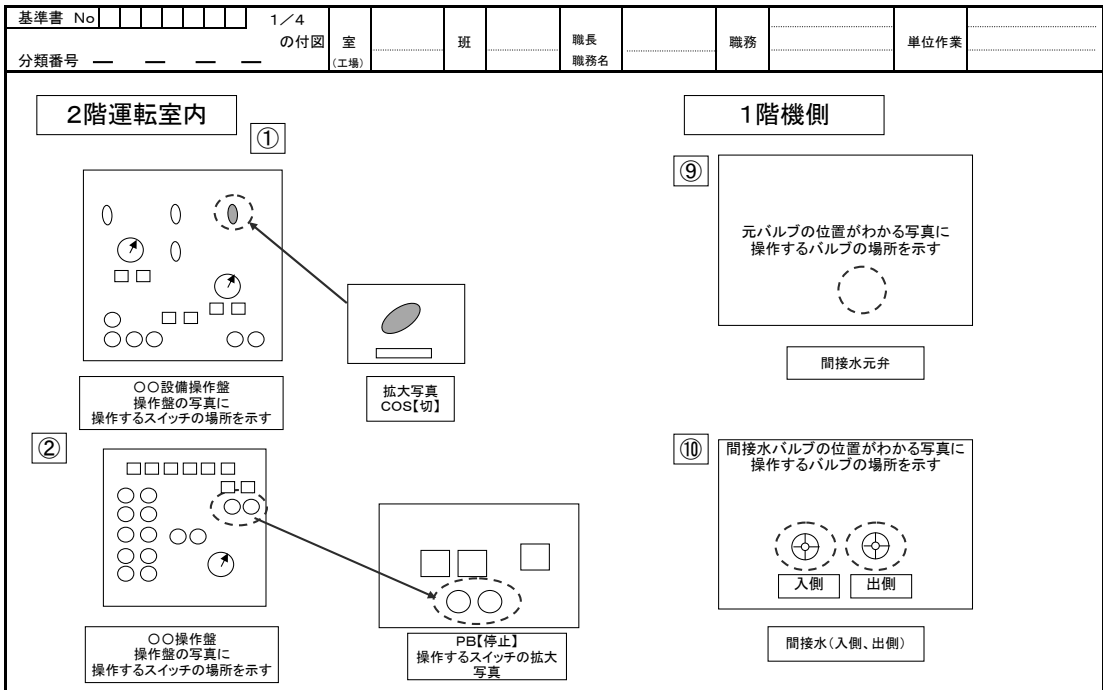 基準書 No
1/4
の付図
分類番号 ― ― ― ―
室
(工場)
班
職長
職務名
職務
単位作業
2階運転室内
①
〇〇設備操作盤
操作盤の写真に
操作するスイッチの場所を示す
拡大写真
COS【切】
②
〇〇操作盤
操作盤の写真に
操作するスイッチの場所を示す
PB【停止】
操作するスイッチの拡大
写真
1階機側
⑨
元バルブの位置がわかる写真に
操作するバルブの場所を示す
間接水元弁
⑩
間接水バルブの位置がわかる写真に
操作するバルブの場所を示す
入側
出側
間接水(入側、出側)